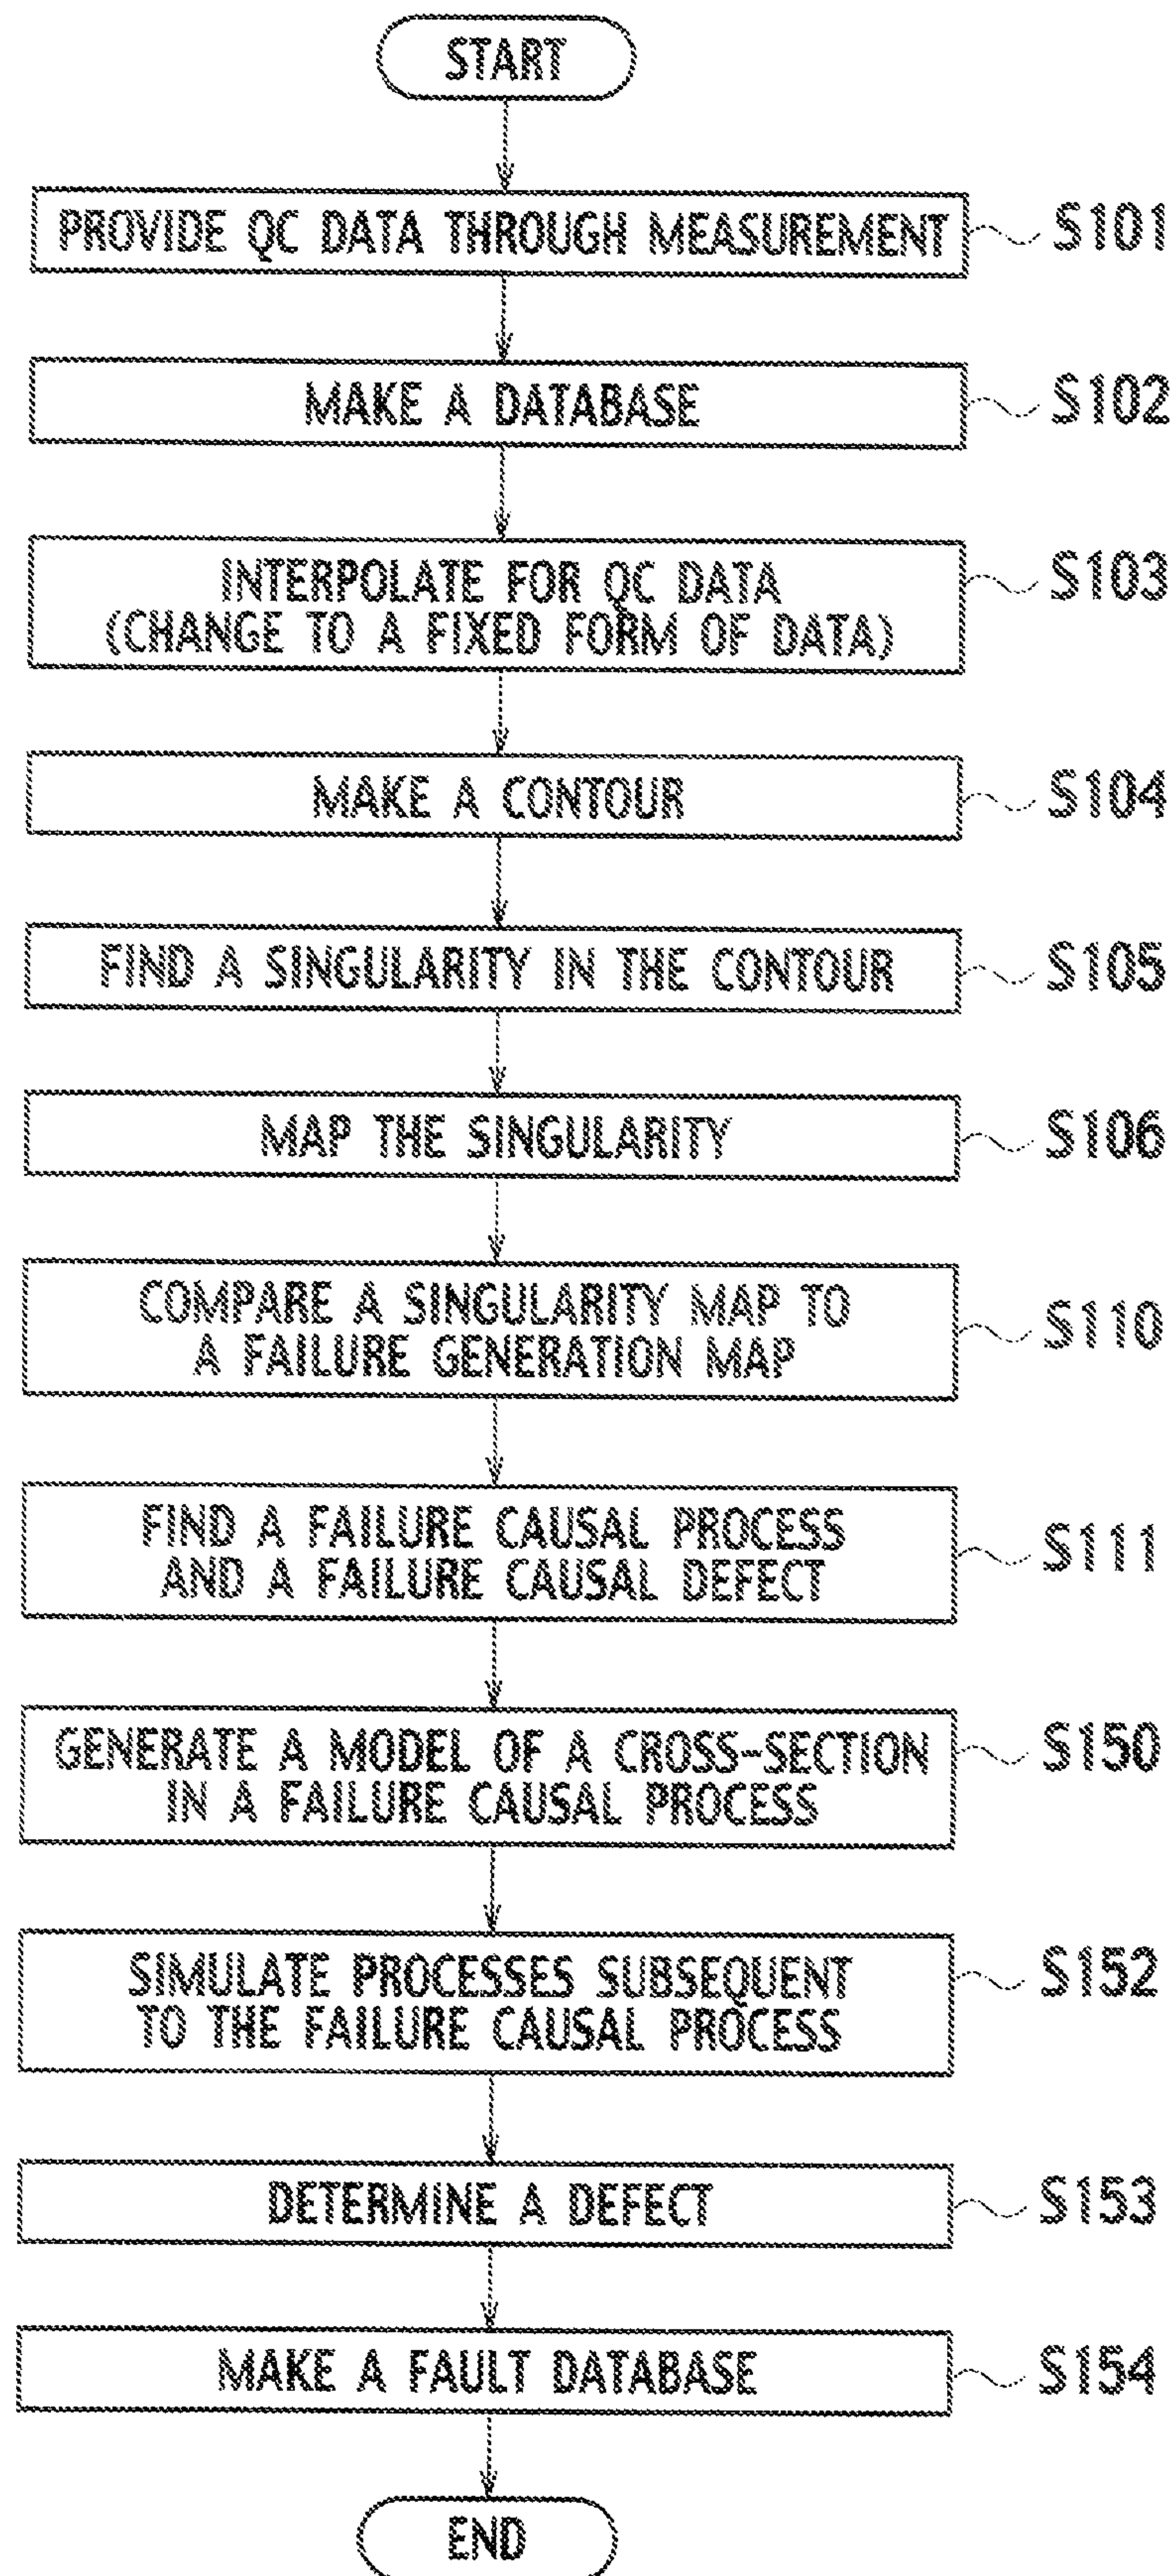 START
PROVIDE QC DATA THROUGH MEASUREMENT
S101
MAKE A DATABASE
S102
INTERPOLATE FOR QC DATA
(CHANGE TO A FIXED FORM OF DATA)
S103
MAKE A CONTOUR
S104
FIND A SINGULARITY IN THE CONTOUR
S105
MAP THE SINGULARITY
S106
COMPARE A SINGULARITY MAP TO
A FAILURE GENERATION MAP
S110
FIND A FAILURE CAUSAL PROCESS
AND A FAILURE CAUSAL DEFECT
S111
GENERATE A MODEL OF A CROSS-SECTION
IN A FAILURE CAUSAL PROCESS
S150
SIMULATE PROCESSES SUBSEQUENT
TO THE FAILURE CAUSAL PROCESS
S152
DETERMINE A DEFECT
S153
MAKE A FAULT DATABASE
S154
END